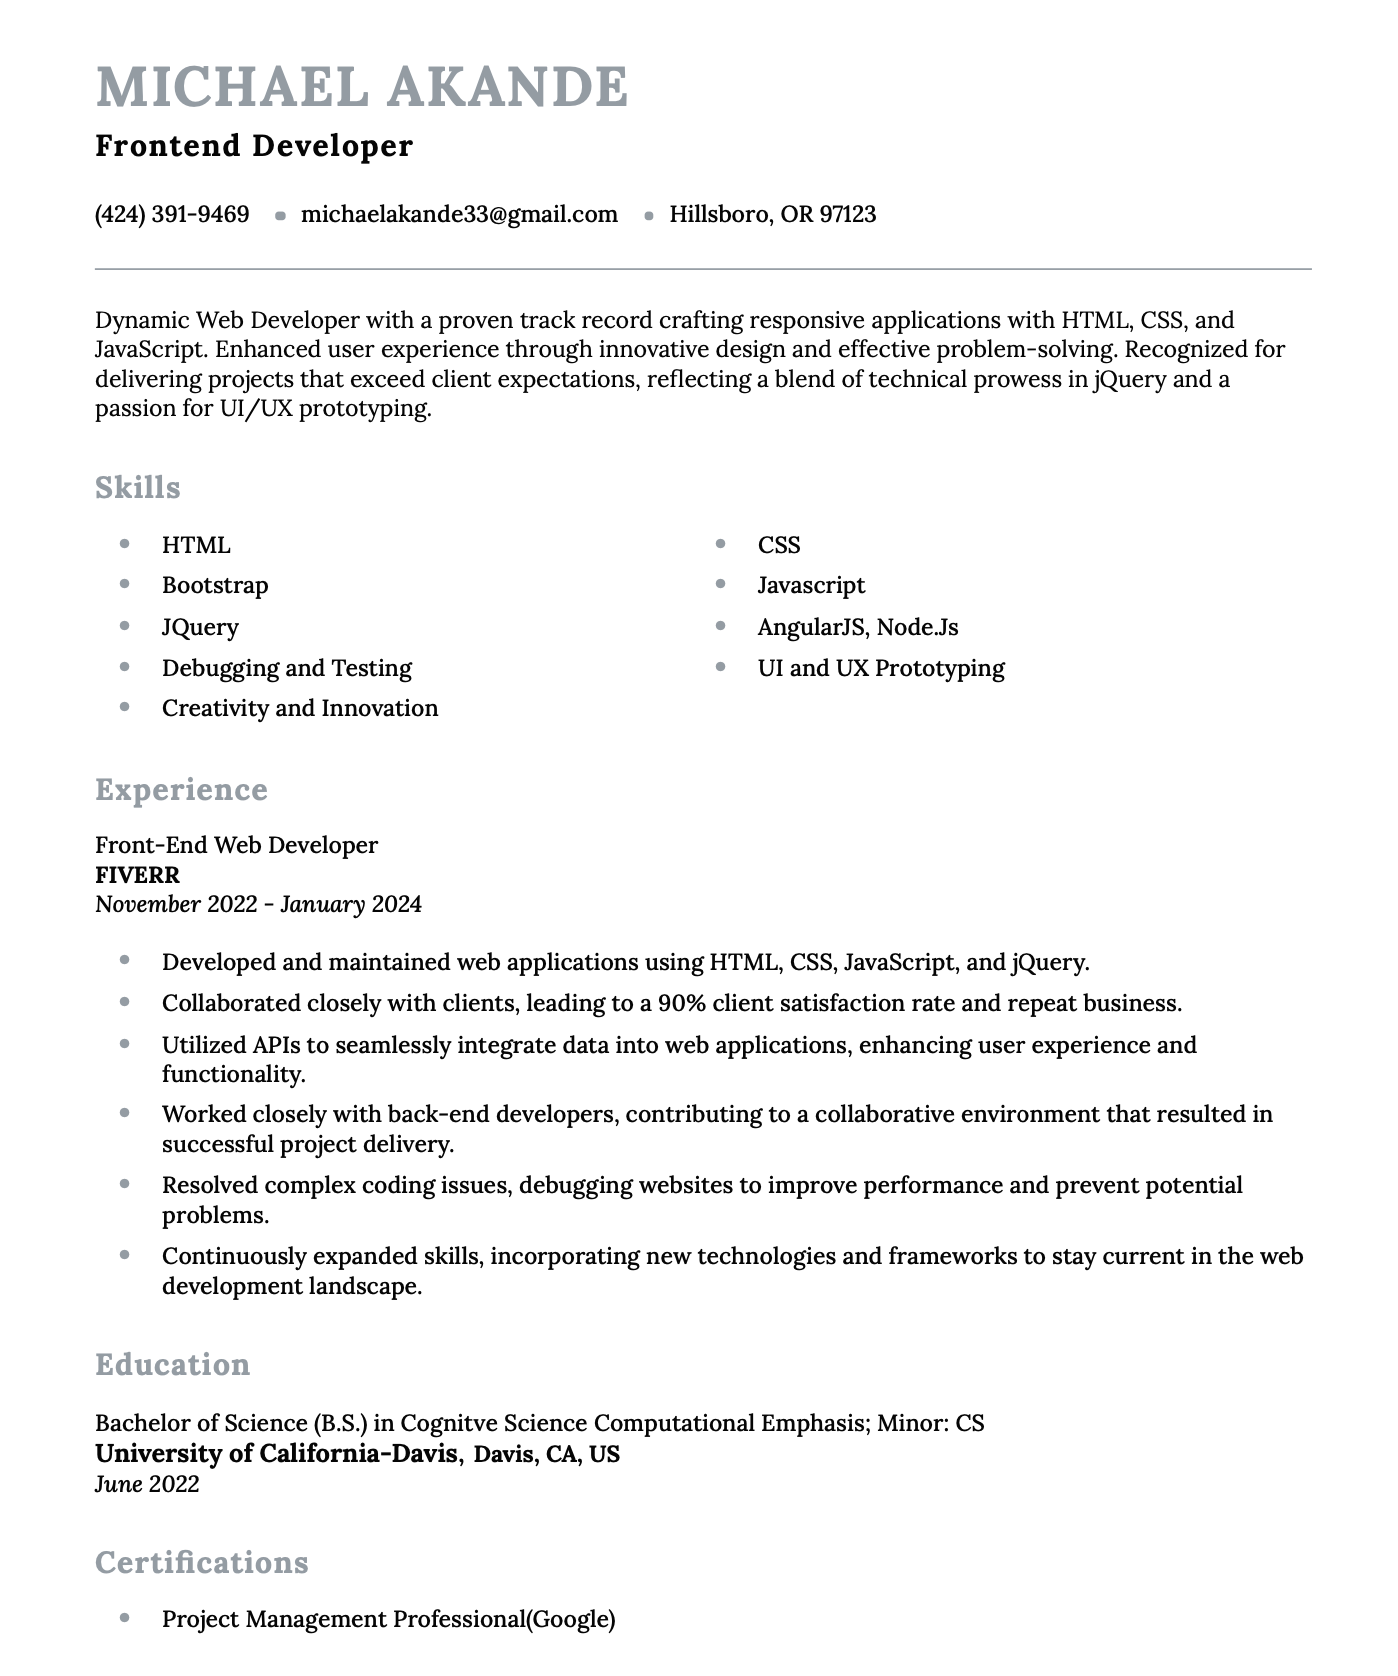 MICHAEL AKANDE
Frontend Developer
(424) 391-9469 • michaelakande33@gmail.com • Hillsboro, OR 97123
Dynamic Web Developer with a proven track record crafting responsive applications with HTML, CSS, and
JavaScript. Enhanced user experience through innovative design and effective problem-solving. Recognized for
delivering projects that exceed client expectations, reflecting a blend of technical prowess in jQuery and a
passion for UI/UX prototyping.
Skills
• HTML
• Bootstrap
• JQuery
• Debugging and Testing
• Creativity and Innovation
• CSS
• Javascript
• AngularJS, Node.Js
• UI and UX Prototyping
Experience
Front-End Web Developer
FIVERR
November 2022 - January 2024
• Developed and maintained web applications using HTML, CSS, JavaScript, and jQuery.
• Collaborated closely with clients, leading to a 90% client satisfaction rate and repeat business.
• Utilized APIs to seamlessly integrate data into web applications, enhancing user experience and
functionality.
• Worked closely with back-end developers, contributing to a collaborative environment that resulted in
successful project delivery.
• Resolved complex coding issues, debugging websites to improve performance and prevent potential
problems.
• Continuously expanded skills, incorporating new technologies and frameworks to stay current in the web
development landscape.
Education
Bachelor of Science (B.S.) in Cognitve Science Computational Emphasis; Minor: CS
University of California-Davis, Davis, CA, US
June 2022
Certifications
• Project Management Professional(Google)